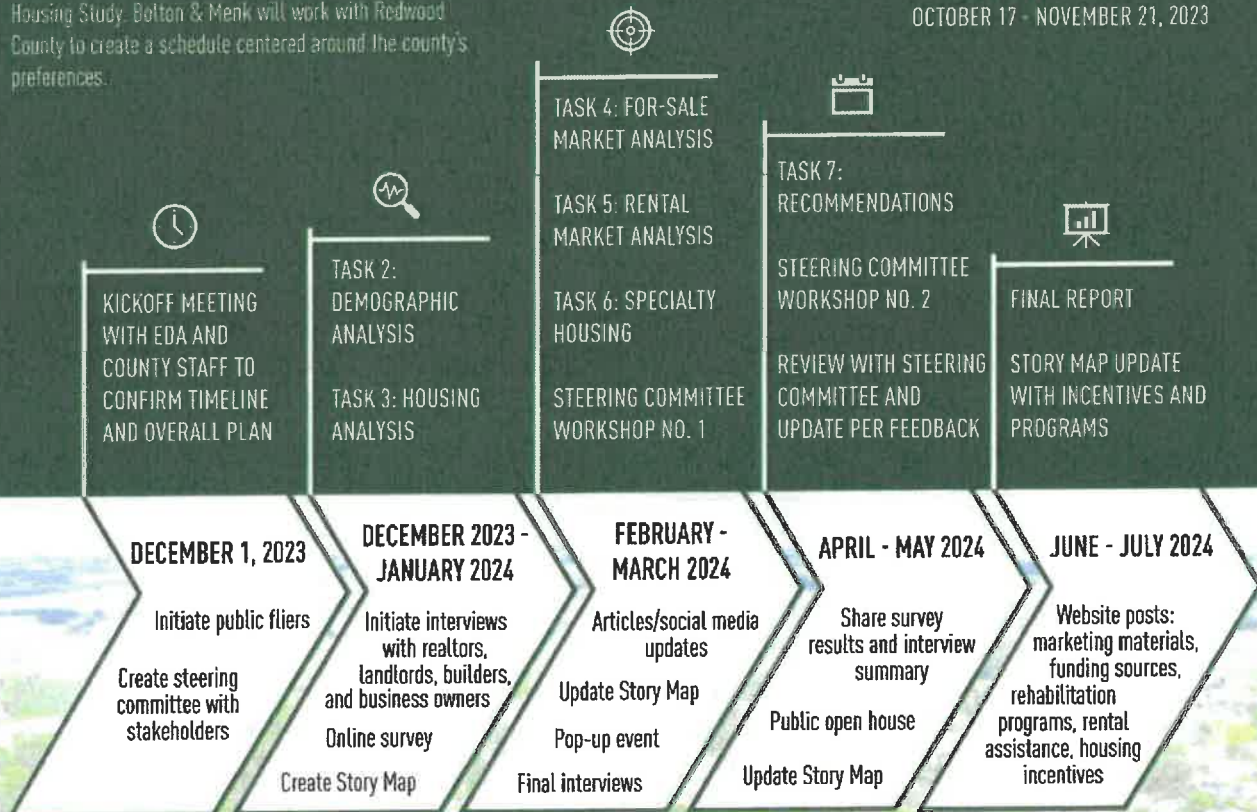 Housing Study. Bolton & Menk will work with Redwood
County to create a schedule centered around the county's
preferences.
OCTOBER 17 - NOVEMBER 21, 2023
KICKOFF MEETING
WITH EDA AND
COUNTY STAFF TO
CONFIRM TIMELINE
AND OVERALL PLAN
TASK 2:
DEMOGRAPHIC
ANALYSIS
TASK 3: HOUSING
ANALYSIS
TASK 4: FOR-SALE
MARKET ANALYSIS
TASK 5: RENTAL
MARKET ANALYSIS
TASK 6: SPECIALTY
HOUSING
STEERING COMMITTEE
WORKSHOP NO. 1
TASK 7:
RECOMMENDATIONS
STEERING COMMITTEE
WORKSHOP NO. 2
REVIEW WITH STEERING
COMMITTEE AND
UPDATE PER FEEDBACK
FINAL REPORT
STORY MAP UPDATE
WITH INCENTIVES AND
PROGRAMS
DECEMBER 1, 2023
Initiate public fliers
Create steering
committee with
stakeholders
DECEMBER 2023 -
JANUARY 2024
Initiate interviews
with realtors,
landlords, builders,
and business owners
Online survey
Create Story Map
FEBRUARY -
MARCH 2024
Articles/social media
updates
Update Story Map
Pop-up event
Final interviews
APRIL - MAY 2024
Share survey
results and interview
summary
Public open house
Update Story Map
JUNE - JULY 2024
Website posts:
marketing materials,
funding sources,
rehabilitation
programs, rental
assistance, housing
incentives